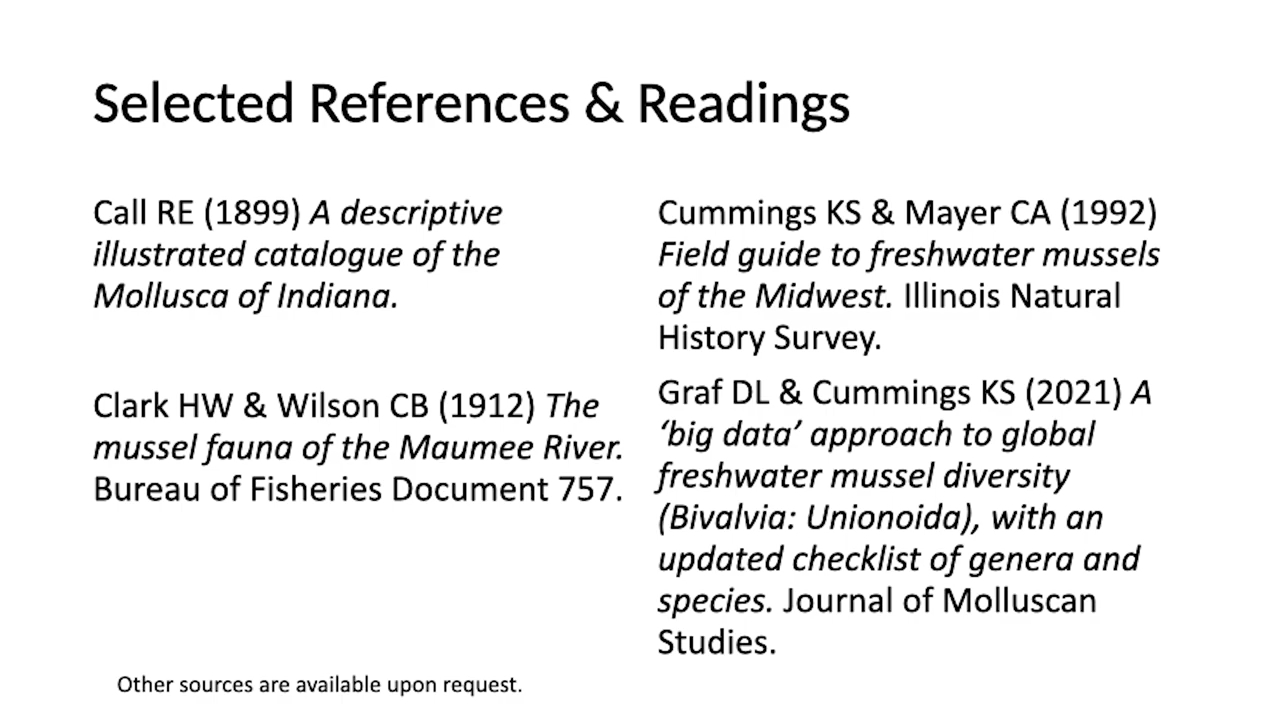 Selected References & Readings
Call RE (1899) A descriptive
illustrated catalogue of the
Mollusca of Indiana.
Clark HW & Wilson CB (1912) The
mussel fauna of the Maumee River.
Bureau of Fisheries Document 757.
Cummings KS & Mayer CA (1992)
Field guide to freshwater mussels
of the Midwest. Illinois Natural
History Survey.
Graf DL & Cummings KS (2021) A
‘big data’ approach to global
freshwater mussel diversity
(Bivalvia: Unionoida), with an
updated checklist of genera and
species. Journal of Molluscan
Studies.
Other sources are available upon request.